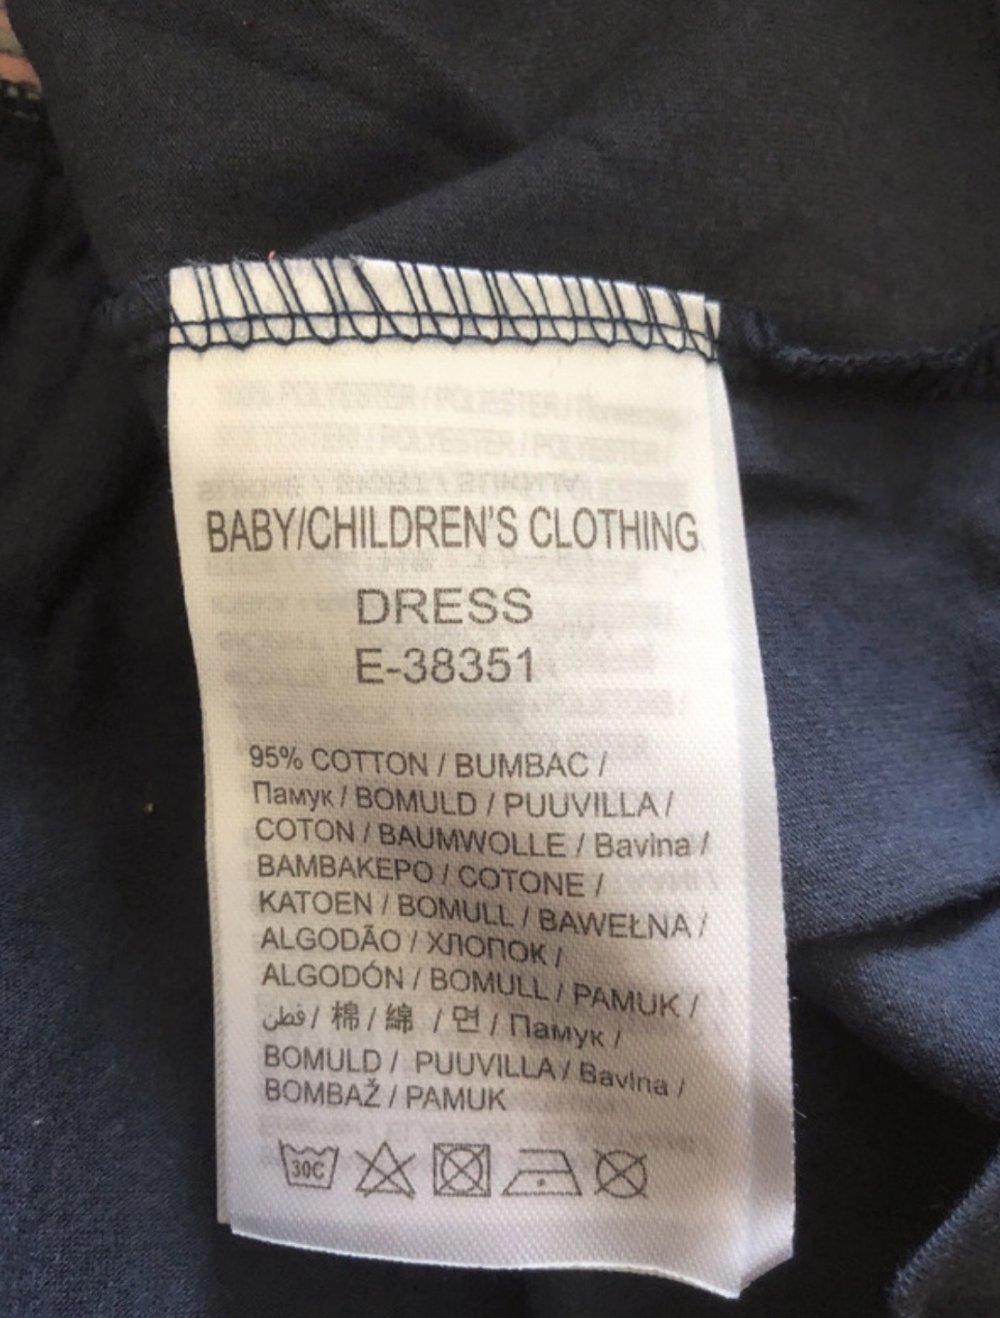 BABY/CHILDREN'S CLOTHING
DRESS
E-38351
95% COTTON / BUMBAC /
Памук / BOMULD / PUUVILLA /
COTON / BAUMWOLLE / Bavlna /
BAMBAKEPO / COTONE /
KATOEN / BOMULL / BAWEŁNA /
ALGODÃO / ХЛОПОК /
ALGODÓN / BOMULL / PAMUK /
قطن / 棉 / 綿 / 면 / Памук /
BOMULD / PUUVILLA / Bavlna /
BOMBAŽ / PAMUK
30C